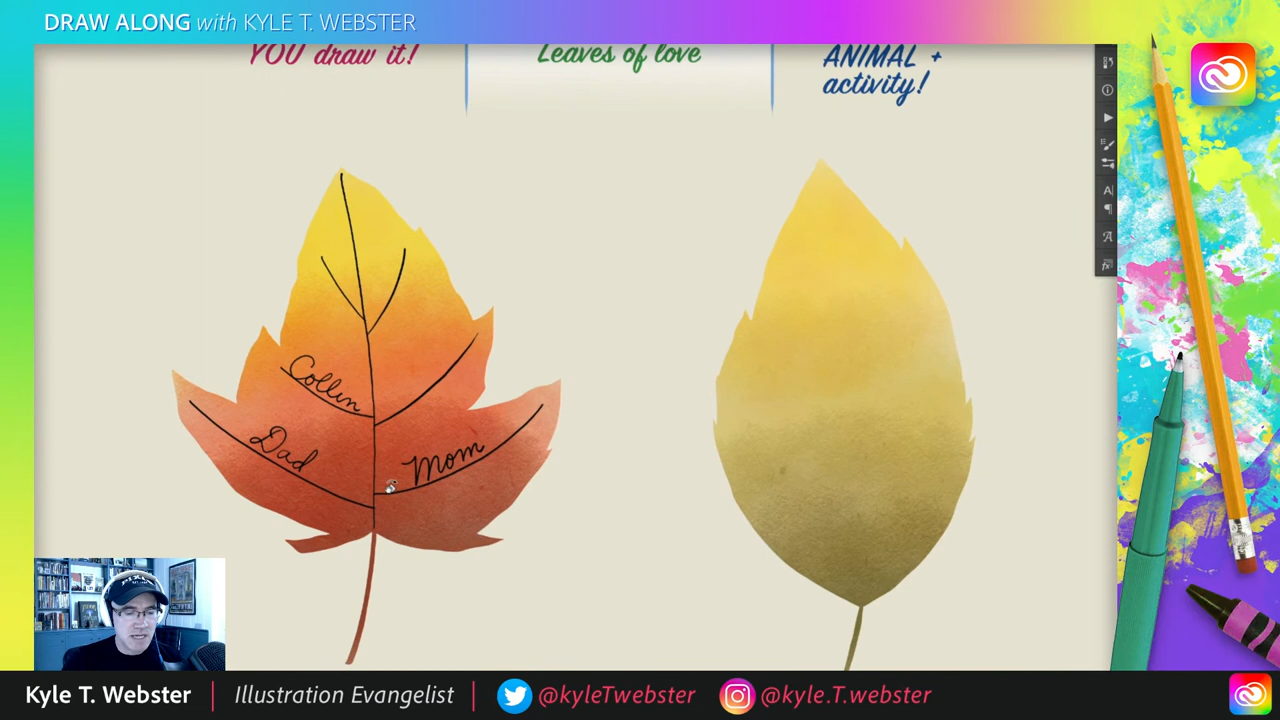 DRAW ALONG with KYLE T. WEBSTER
YOU draw it!
Leaves of love
ANIMAL +
activity!
Collin
Dad
Mom
Kyle T. Webster
Illustration Evangelist
@kyleTwebster
@kyle.T.webster